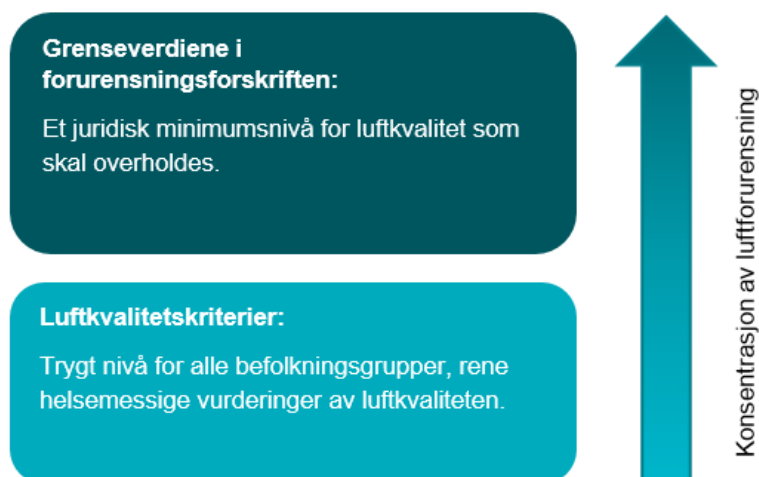 Grenseverdiene i
forurensningsforskriften:
Et juridisk minimumsnivå for luftkvalitet som
skal overholdes.
Luftkvalitetskriterier:
Trygt nivå for alle befolkningsgrupper, rene
helsemessige vurderinger av luftkvaliteten.
Konsentrasjon av luftforurensning